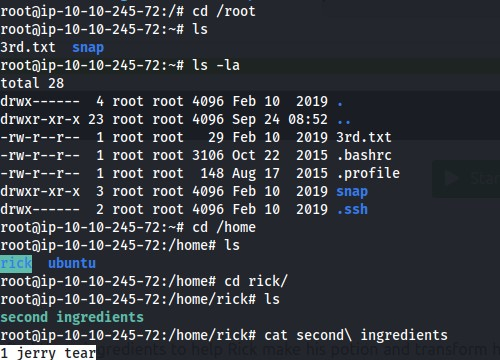 root@ip-10-10-245-72:/# cd /root
root@ip-10-10-245-72:~# ls
3rd.txt  snap
root@ip-10-10-245-72:~# ls -la
total 28
drwx------  4 root root 4096 Feb 10  2019 .
drwxr-xr-x 23 root root 4096 Sep 24 08:52 ..
-rw-r--r--  1 root root   29 Feb 10  2019 3rd.txt
-rw-r--r--  1 root root 3106 Oct 22  2015 .bashrc
-rw-r--r--  1 root root  148 Aug 17  2015 .profile
drwxr-xr-x  3 root root 4096 Feb 10  2019 snap
drwx------  2 root root 4096 Feb 10  2019 .ssh
root@ip-10-10-245-72:~# cd /home
root@ip-10-10-245-72:/home# ls
rick  ubuntu
root@ip-10-10-245-72:/home# cd rick/
root@ip-10-10-245-72:/home/rick# ls
second ingredients
root@ip-10-10-245-72:/home/rick# cat second\ ingredients
1 jerry tear